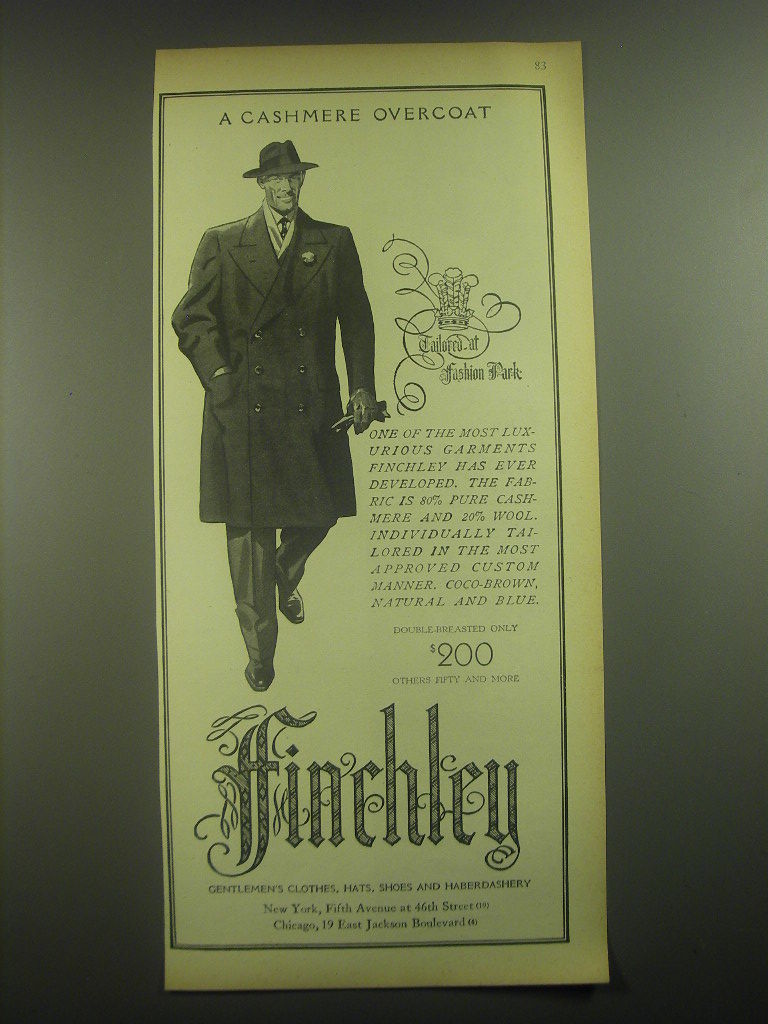 83
A CASHMERE OVERCOAT
Tailored at
Fashion Park
ONE OF THE MOST LUX-
URIOUS GARMENTS
FINCHLEY HAS EVER
DEVELOPED. THE FAB-
RIC IS 80% PURE CASH-
MERE AND 20% WOOL.
INDIVIDUALLY TAI-
LORED IN THE MOST
APPROVED CUSTOM
MANNER. COCO-BROWN,
NATURAL AND BLUE.
DOUBLE-BREASTED ONLY
$200
OTHERS FIFTY AND MORE
Finchley
GENTLEMEN'S CLOTHES, HATS, SHOES AND HABERDASHERY
New York, Fifth Avenue at 46th Street (19)
Chicago, 19 East Jackson Boulevard (4)